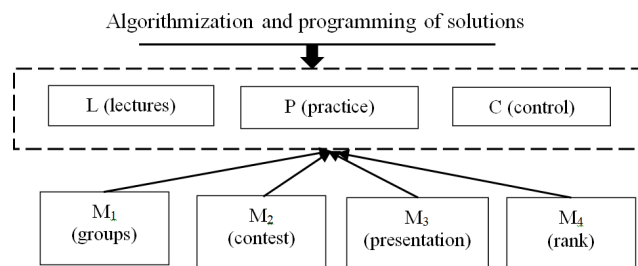 Algorithmization and programming of solutions
L (lectures)
P (practice)
C (control)
M₁
(groups)
M₂
(contest)
M₃
(presentation)
M₄
(rank)